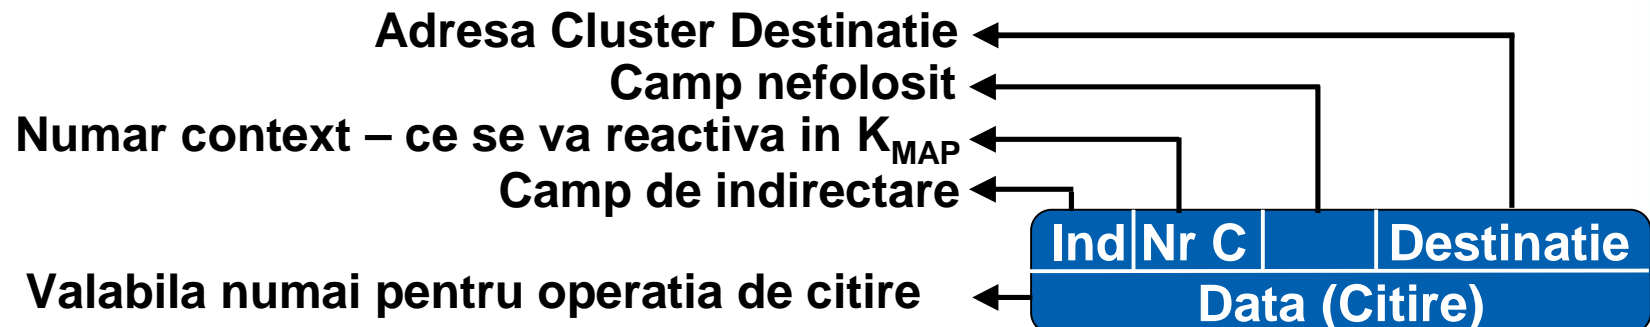 Adresa Cluster Destinatie
Camp nefolosit
Numar context – ce se va reactiva in KMAP
Camp de indirectare
Ind Nr C Destinatie
Valabila numai pentru operatia de citire
Data (Citire)